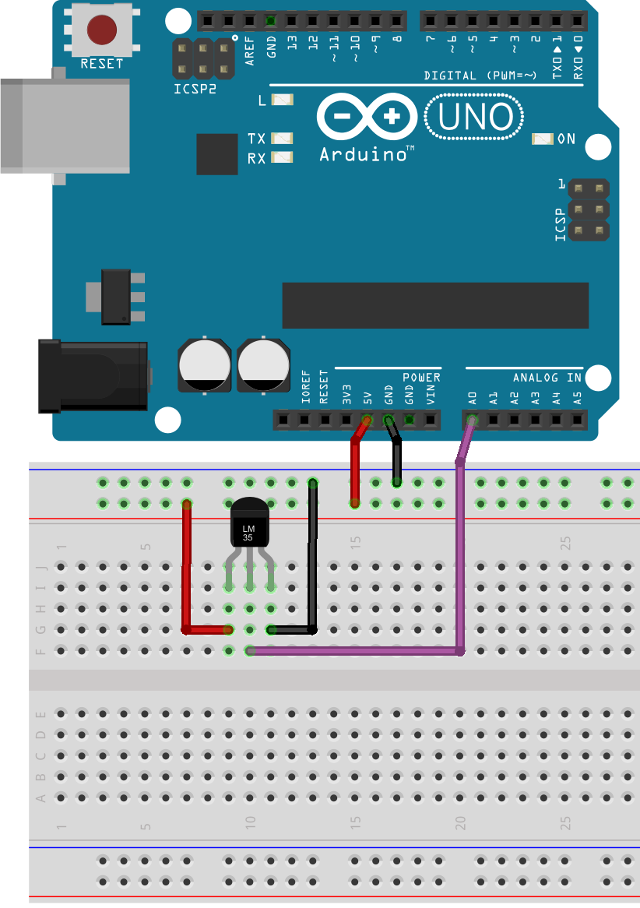 RESET
ICSP2
AREF
GND
13
12
~11
~10
~9
8
7
~6
~5
4
~3
2
TX0▶1
RX0◀0
DIGITAL (PWM=~)
L
TX
RX
UNO
ON
Arduino™
1
ICSP
IOREF
RESET
3V3
5V
GND
GND
VIN
POWER
A0
A1
A2
A3
A4
A5
ANALOG IN
LM
35
1
5
15
25
J
I
H
G
F
E
D
C
B
A
1
5
10
15
20
25